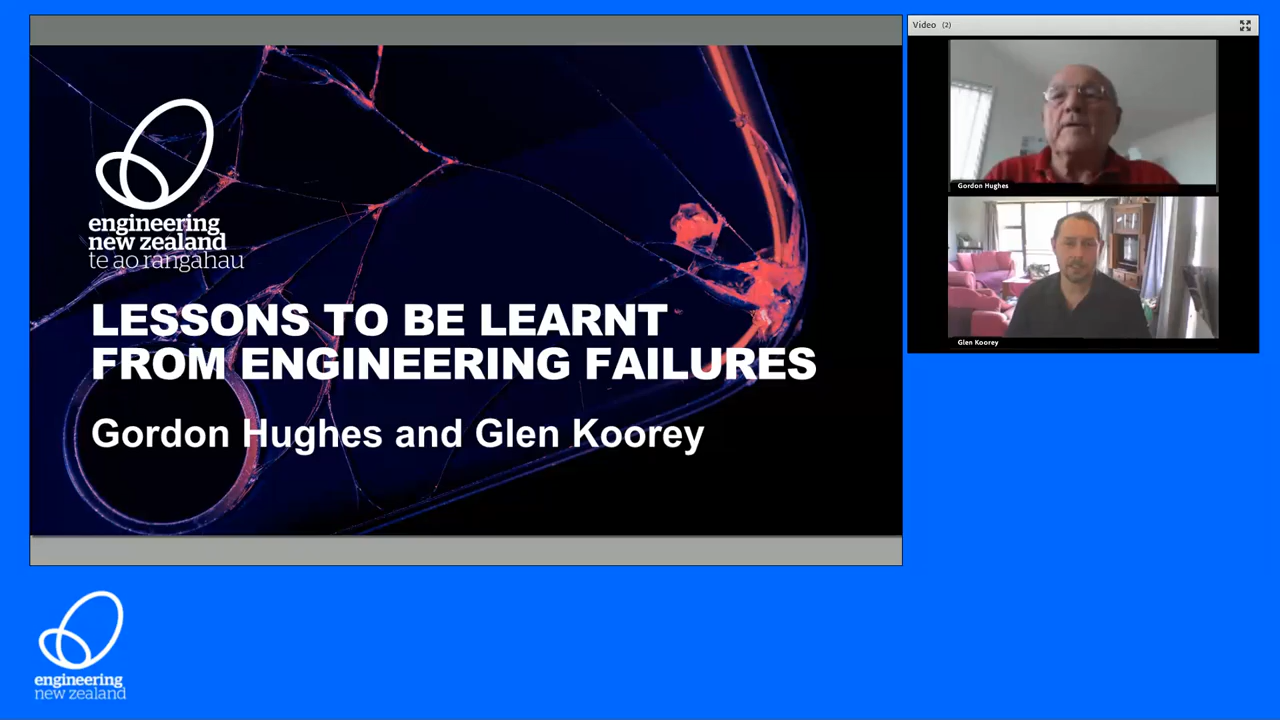 engineering
new zealand
te ao rangahau
LESSONS TO BE LEARNT
FROM ENGINEERING FAILURES
Gordon Hughes and Glen Koorey
Video (2)
Gordon Hughes
Glen Koorey
engineering
new zealand